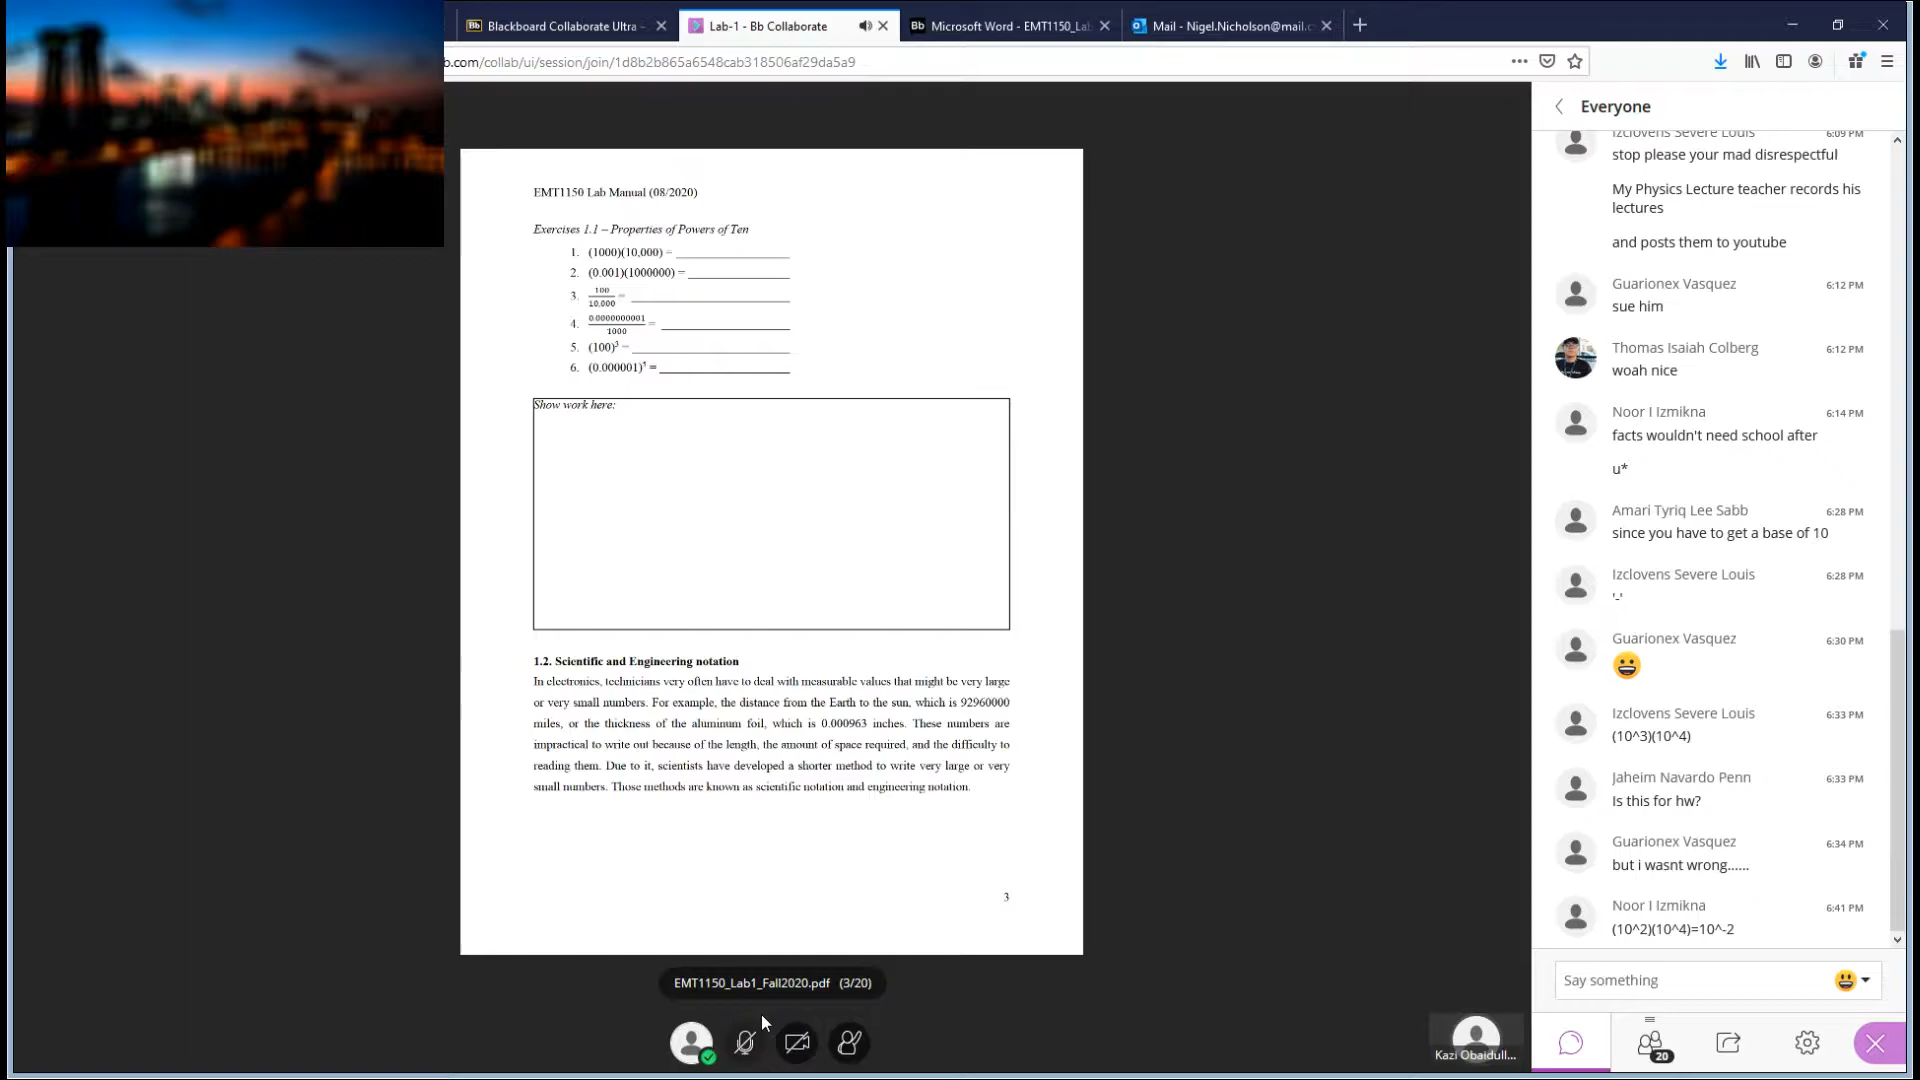 Blackboard Collaborate Ultra –
Lab-1 - Bb Collaborate
Microsoft Word - EMT1150_La
Mail - Nigel.Nicholson@mail.c
b.com/collab/ui/session/join/1d8b2b865a6548cab318506af29da5a9
EMT1150 Lab Manual (08/2020)
Exercises 1.1 – Properties of Powers of Ten
1. (1000)(10,000) =
2. (0.001)(1000000) =
3. 100
10,000 =
4. 0.0000000001
1000 =
5. (100)³ =
6. (0.000001) =
Show work here:
1.2. Scientific and Engineering notation
In electronics, technicians very often have to deal with measurable values that might be very large
or very small numbers. For example, the distance from the Earth to the sun, which is 92960000
miles, or the thickness of the aluminum foil, which is 0.000963 inches. These numbers are
impractical to write out because of the length, the amount of space required, and the difficulty to
reading them. Due to it, scientists have developed a shorter method to write very large or very
small numbers. Those methods are known as scientific notation and engineering notation.
3
EMT1150_Lab1_Fall2020.pdf (3/20)
Kazi Obaidull...
Everyone
Izclovens Severe Louis 6:09 PM
stop please your mad disrespectful
My Physics Lecture teacher records his
lectures
and posts them to youtube
Guarionex Vasquez 6:12 PM
sue him
Thomas Isaiah Colberg 6:12 PM
woah nice
Noor I Izmikna 6:14 PM
facts wouldn't need school after
u*
Amari Tyriq Lee Sabb 6:28 PM
since you have to get a base of 10
Izclovens Severe Louis 6:28 PM
'-'
Guarionex Vasquez 6:30 PM
Izclovens Severe Louis 6:33 PM
(10^3)(10^4)
Jaheim Navardo Penn 6:33 PM
Is this for hw?
Guarionex Vasquez 6:34 PM
but i wasnt wrong......
Noor I Izmikna 6:41 PM
(10^2)(10^4)=10^-2
Say something
20